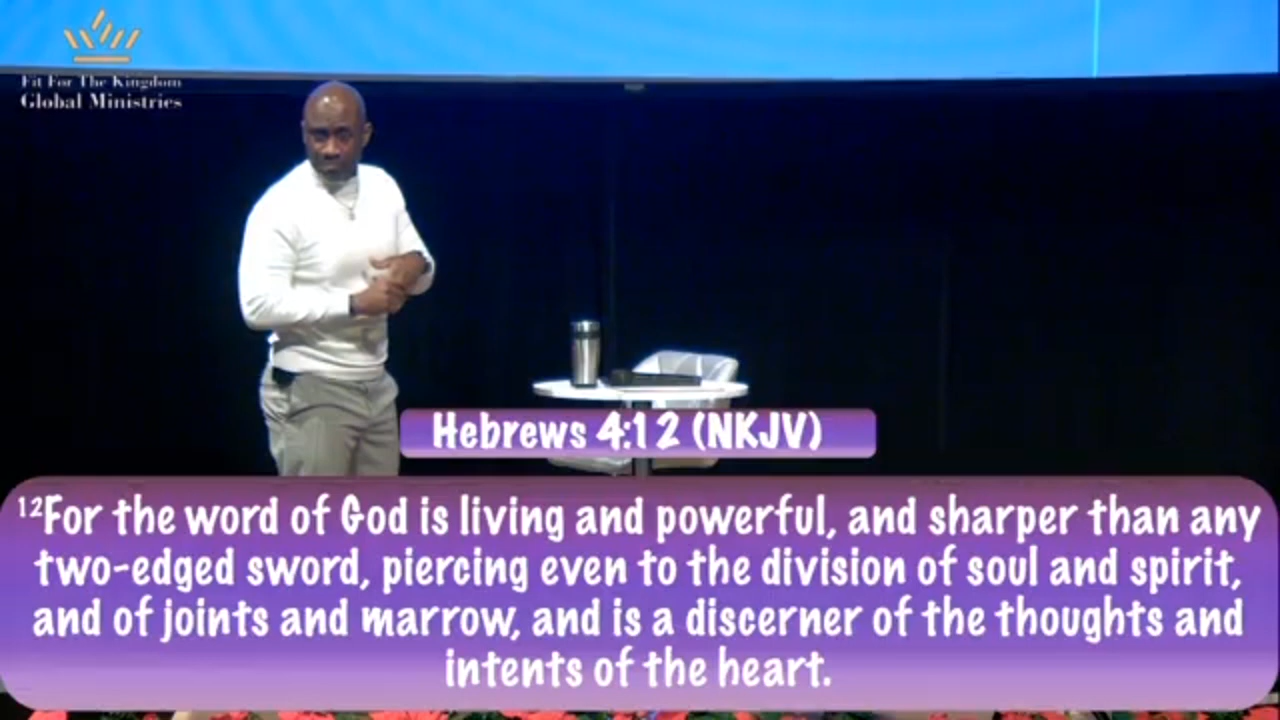 Fit For The Kingdom
Global Ministries
Hebrews 4:12 (NKJV)
¹²For the word of God is living and powerful, and sharper than any
two-edged sword, piercing even to the division of soul and spirit,
and of joints and marrow, and is a discerner of the thoughts and
intents of the heart.